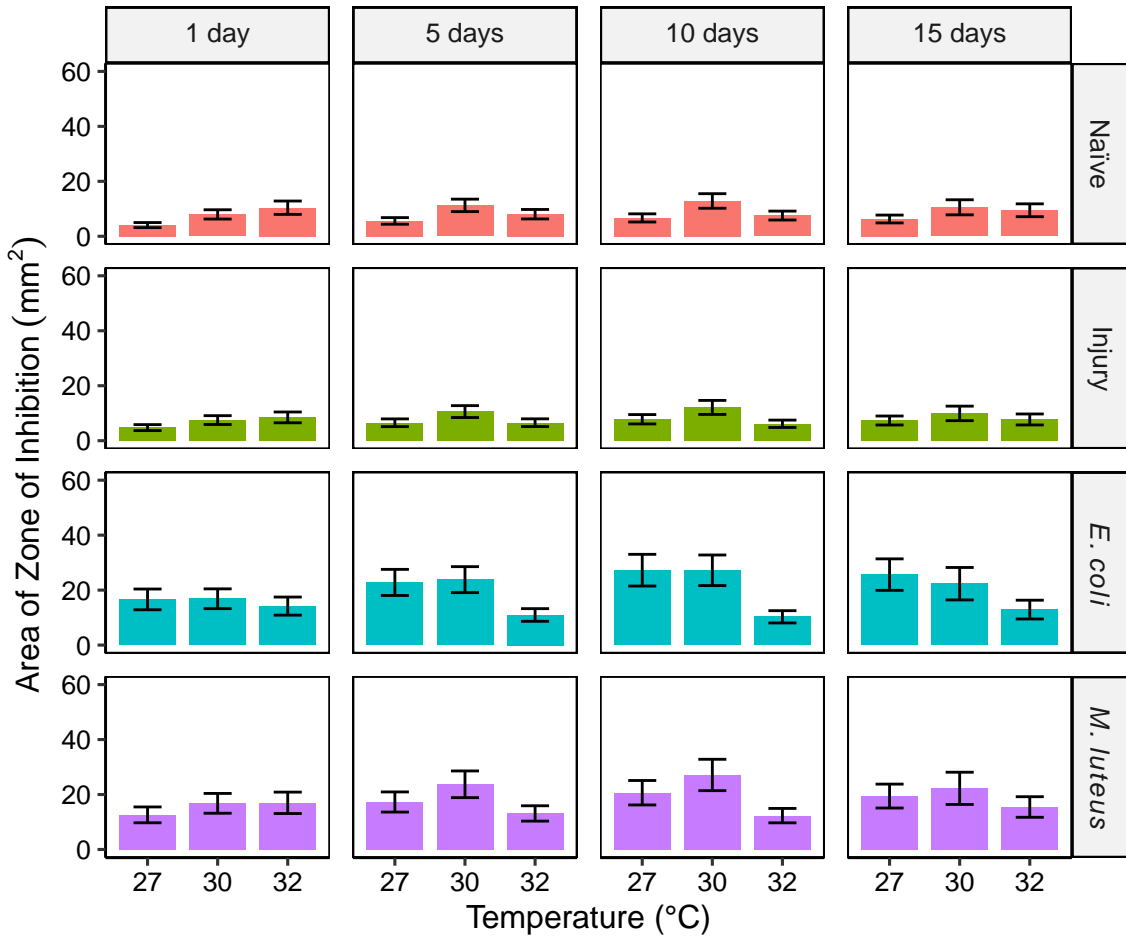 1 day 5 days 10 days 15 days
Area of Zone of Inhibition (mm²)
60
40
20
0
Naïve
60
40
20
0
Injury
60
40
20
0
E. coli
60
40
20
0
M. luteus
27 30 32 27 30 32 27 30 32 27 30 32
Temperature (°C)